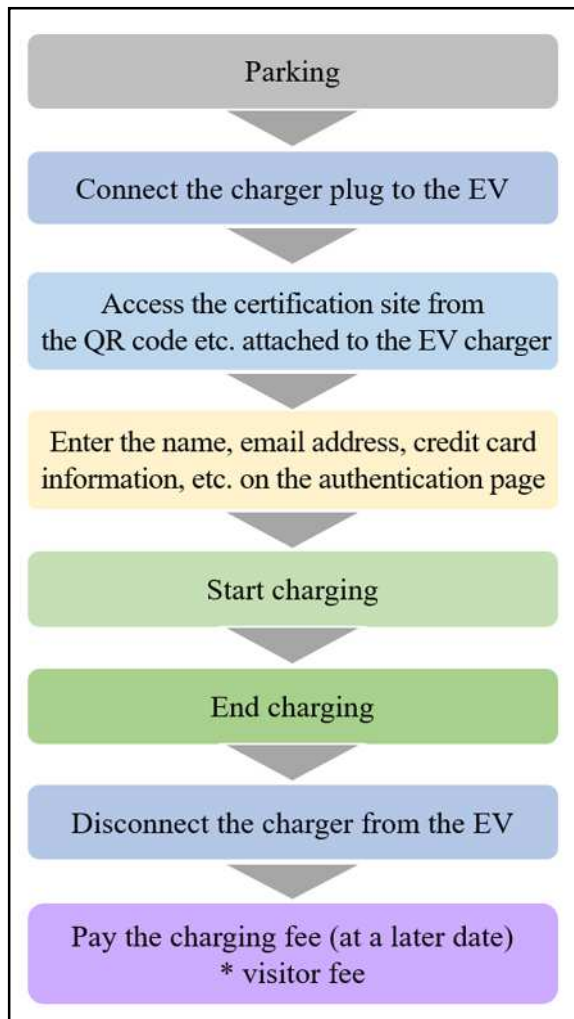 Parking
Connect the charger plug to the EV
Access the certification site from
the QR code etc. attached to the EV charger
Enter the name, email address, credit card
information, etc. on the authentication page
Start charging
End charging
Disconnect the charger from the EV
Pay the charging fee (at a later date)
* visitor fee